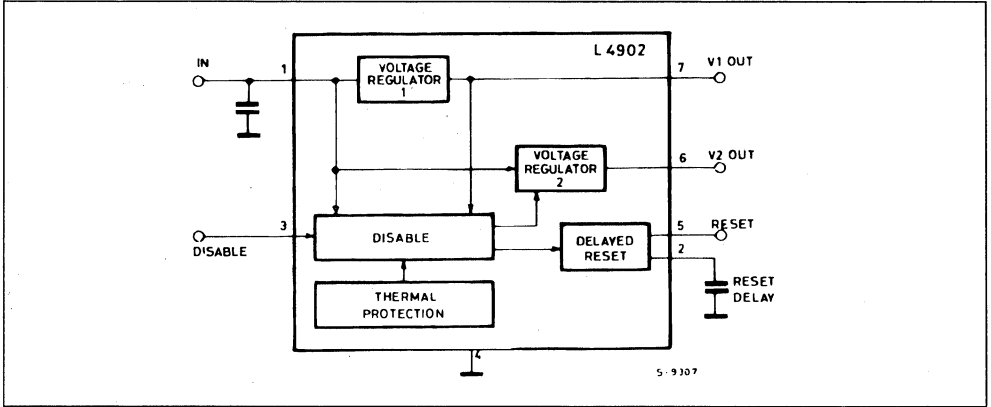 L 4902
IN
1
VOLTAGE
REGULATOR
1
7
V1 OUT
VOLTAGE
REGULATOR
2
6
V2 OUT
3
DISABLE
DISABLE
DELAYED
RESET
5
RESET
2
RESET
DELAY
THERMAL
PROTECTION
4
S-9307